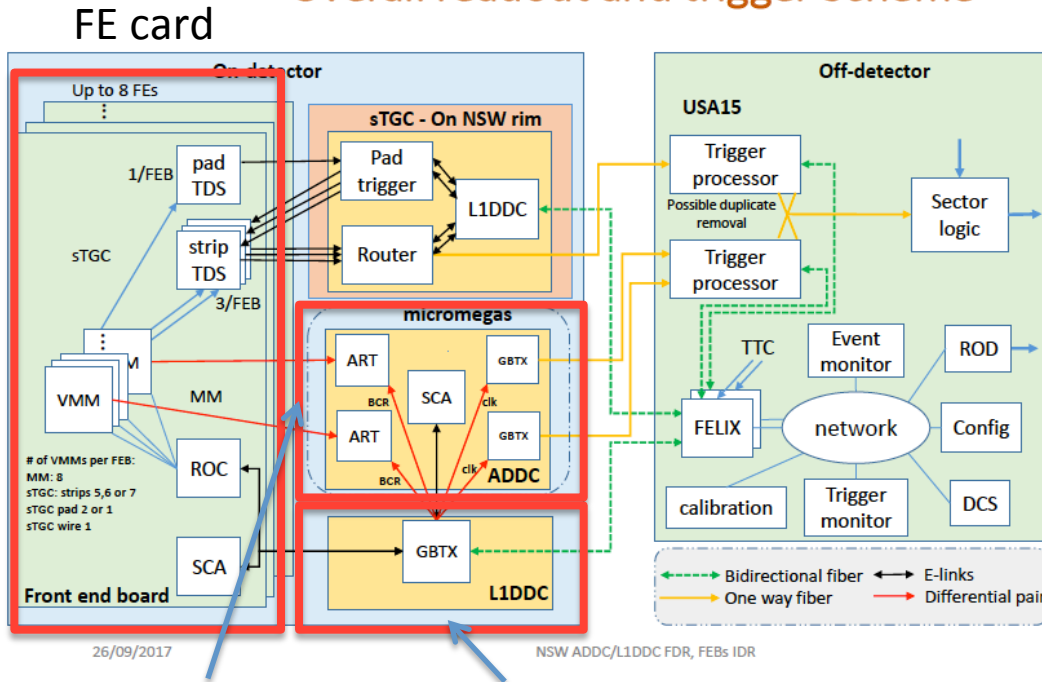 Overall readout and trigger scheme
FE card
On-detector
Up to 8 FEs
⋮
1/FEB
pad
TDS
sTGC
strip
TDS
3/FEB
⋮
VMM
MM
# of VMMs per FEB:
MM: 8
sTGC: strips 5,6 or 7
sTGC pad 2 or 1
sTGC wire 1
ROC
SCA
Front end board
sTGC - On NSW rim
Pad
trigger
L1DDC
Router
micromegas
ART
GBTX
SCA
BCR
clk
ART
GBTX
BCR
clk
ADDC
GBTX
L1DDC
Off-detector
USA15
Trigger
processor
Possible duplicate
removal
Sector
logic
Trigger
processor
TTC
Event
monitor
ROD
FELIX
network
Config
calibration
Trigger
monitor
DCS
Bidirectional fiber
E-links
One way fiber
Differential pair
26/09/2017
NSW ADDC/L1DDC FDR, FEBs IDR